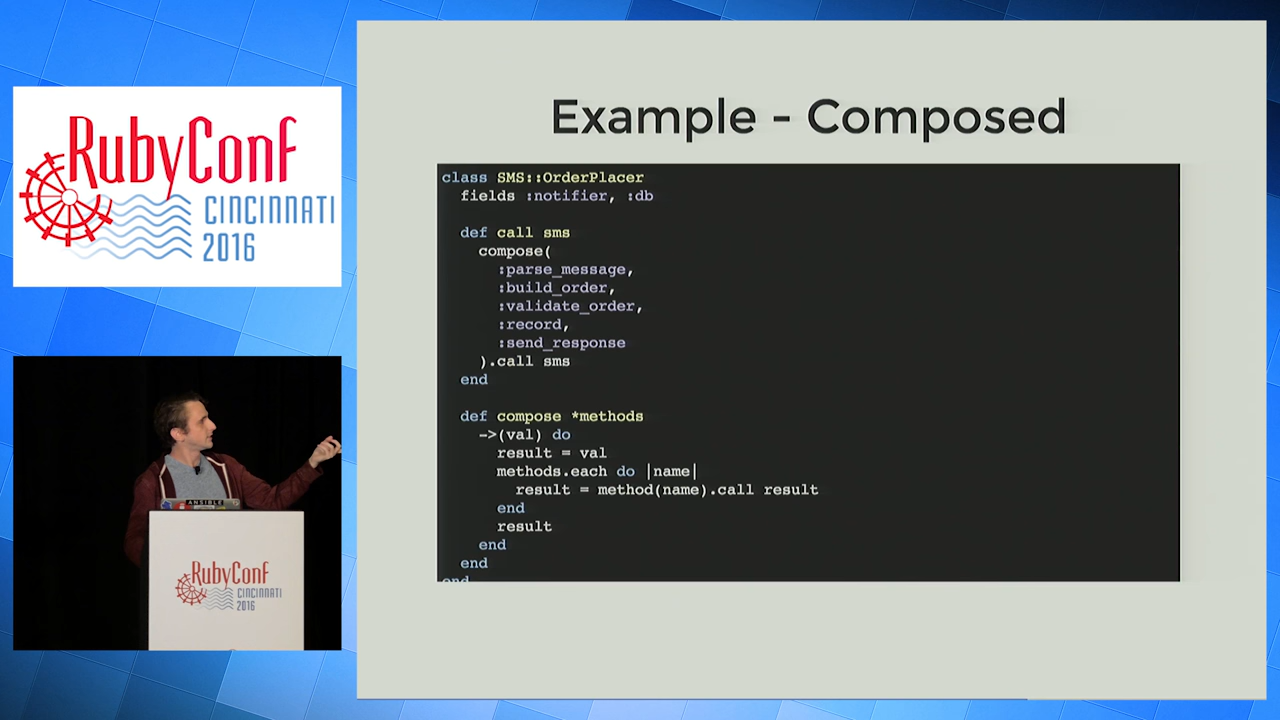 RubyConf
CINCINNATI
2016
ANSIBLE
RubyConf
CINCINNATI
2016
Example - Composed
class SMS::OrderPlacer
  fields :notifier, :db

  def call sms
    compose(
      :parse_message,
      :build_order,
      :validate_order,
      :record,
      :send_response
    ).call sms
  end

  def compose *methods
    ->(val) do
      result = val
      methods.each do |name|
        result = method(name).call result
      end
      result
    end
  end
end